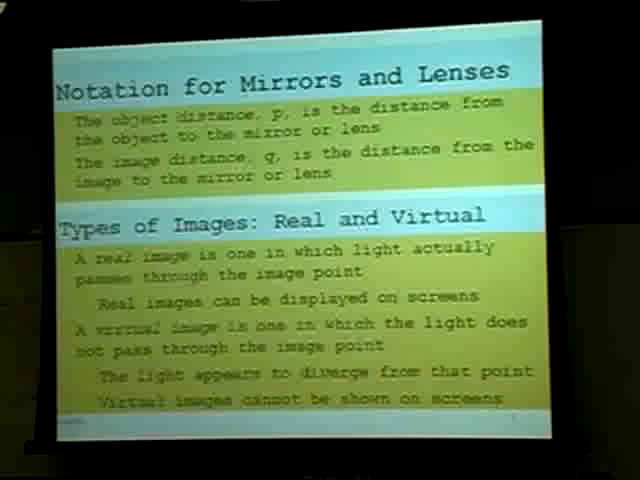 Notation for Mirrors and Lenses
The object distance, p, is the distance from
the object to the mirror or lens
The image distance, q, is the distance from the
image to the mirror or lens
Types of Images: Real and Virtual
A real image is one in which light actually
passes through the image point
Real images can be displayed on screens
A virtual image is one in which the light does
not pass through the image point
The light appears to diverge from that point
Virtual images cannot be shown on screens